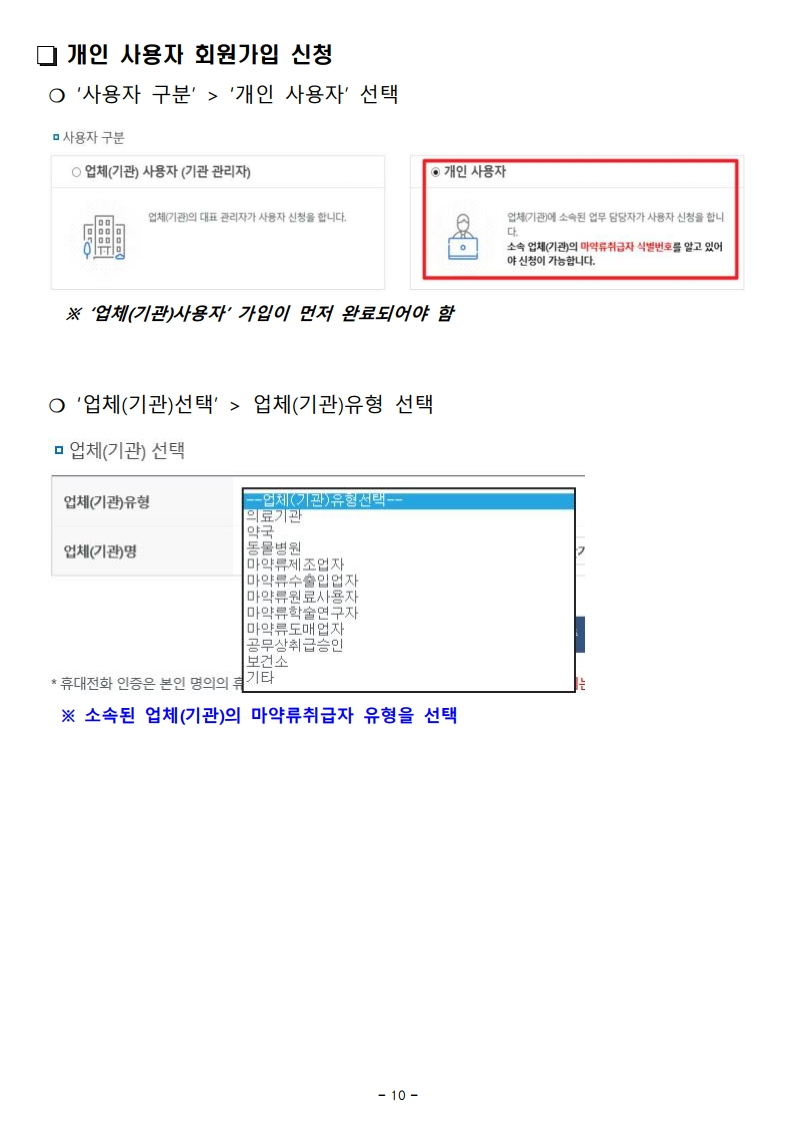 ❏ 개인 사용자 회원가입 신청
❍ '사용자 구분' > '개인 사용자' 선택
사용자 구분
업체(기관) 사용자 (기관 관리자)
업체(기관)의 대표 관리자가 사용자 신청을 합니다.
개인 사용자
업체(기관)에 소속된 업무 담당자가 사용자 신청을 합니
다.
소속 업체(기관)의 마약류취급자 식별번호를 알고 있어
야 신청이 가능합니다.
※ '업체(기관)사용자' 가입이 먼저 완료되어야 함
❍ '업체(기관)선택' > 업체(기관)유형 선택
업체(기관) 선택
업체(기관)유형
업체(기관)명
--업체(기관)유형선택--
의료기관
약국
동물병원
마약류제조업자
마약류수출입업자
마약류원료사용자
마약류학술연구자
마약류도매업자
공무상취급승인
보건소
기타
* 휴대전화 인증은 본인 명의의
※ 소속된 업체(기관)의 마약류취급자 유형을 선택
- 10 -